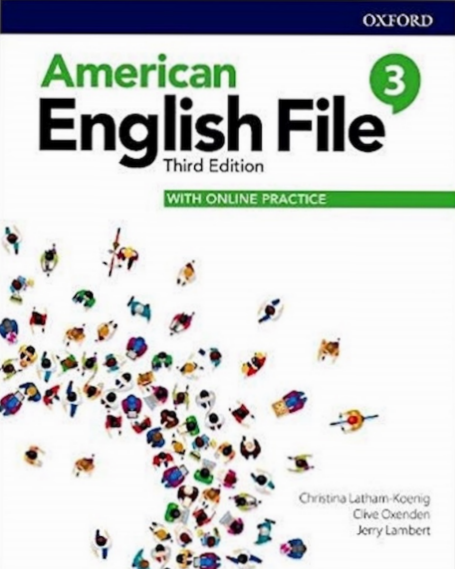 OXFORD
American
3
English File
Third Edition
WITH ONLINE PRACTICE
Christina Latham-Koenig
Clive Oxenden
Jerry Lambert